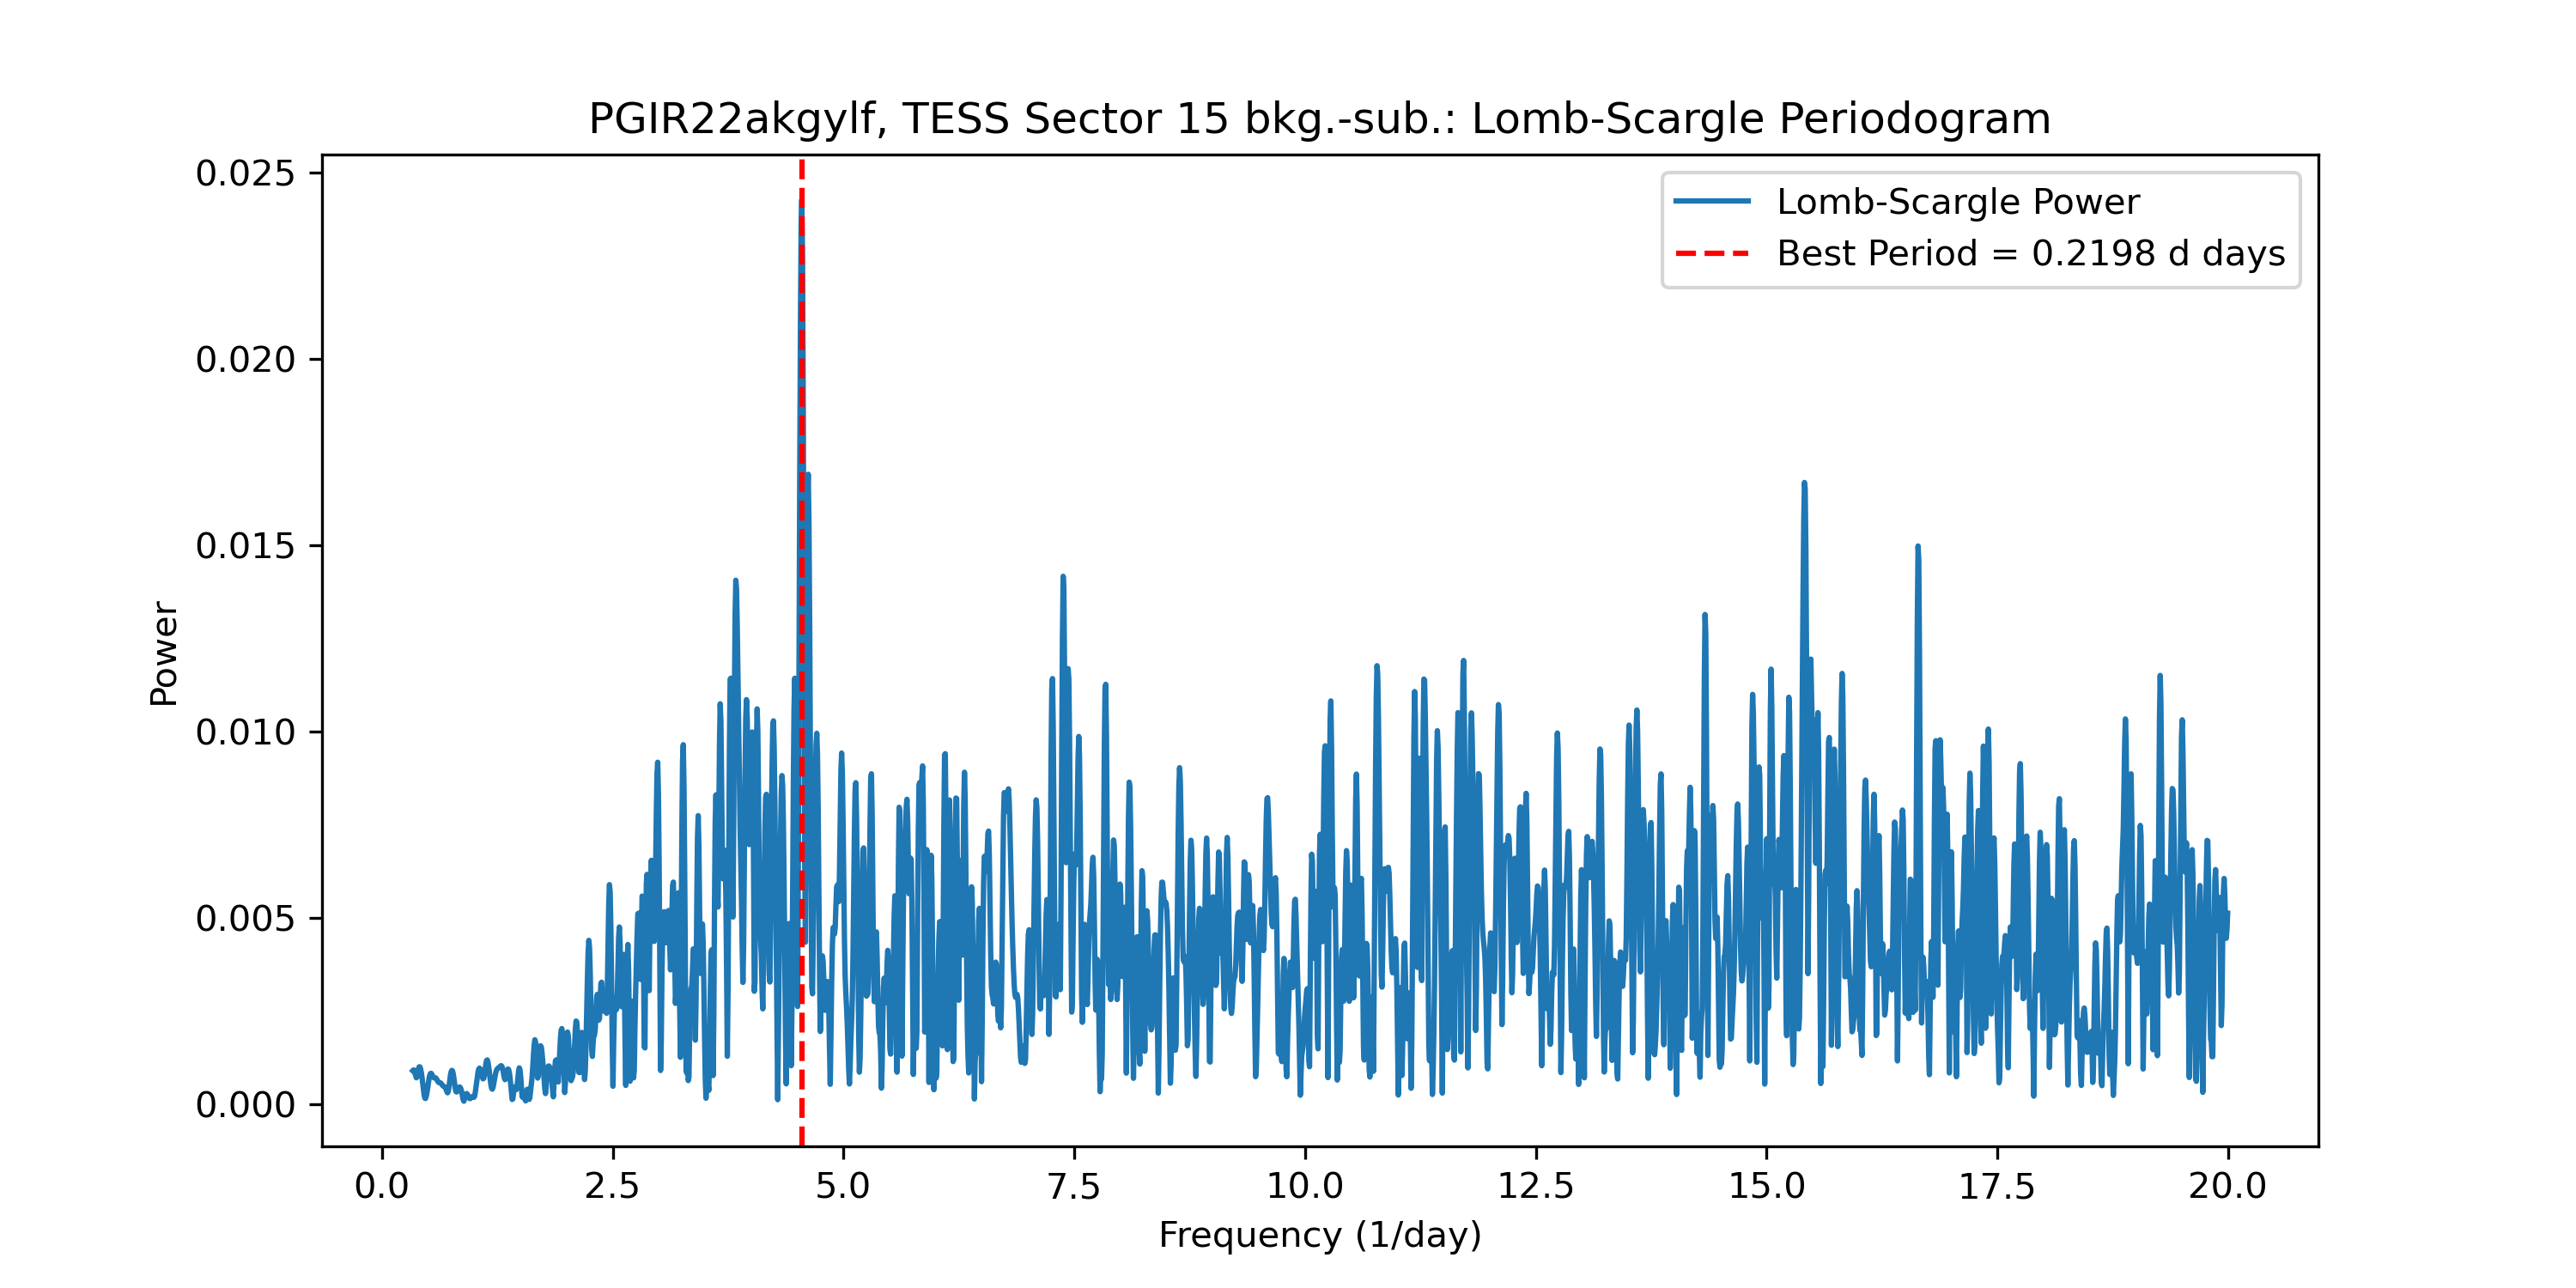 PGIR22akgylf, TESS Sector 15 bkg.-sub.: Lomb-Scargle Periodogram
0.025
0.020
0.015
0.010
0.005
0.000
Power
Lomb-Scargle Power
Best Period = 0.2198 d days
0.0 2.5 5.0 7.5 10.0 12.5 15.0 17.5 20.0
Frequency (1/day)